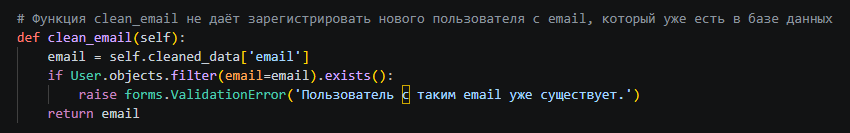 # Функция clean_email не даёт зарегистрировать нового пользователя с email, который уже есть в базе данных
def clean_email(self):
    email = self.cleaned_data['email']
    if User.objects.filter(email=email).exists():
        raise forms.ValidationError('Пользователь с таким email уже существует.')
    return email